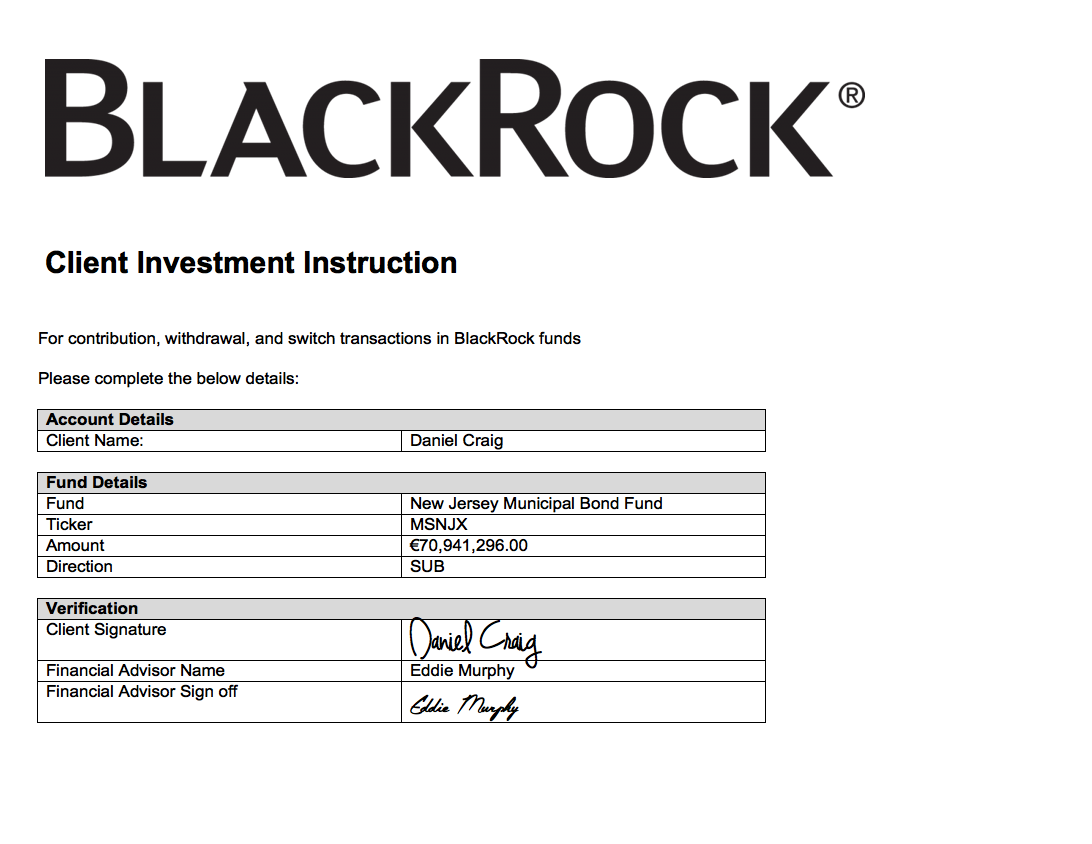 BLACKROCK®
Client Investment Instruction
For contribution, withdrawal, and switch transactions in BlackRock funds
Please complete the below details:
Account Details
Client Name: Daniel Craig
Fund Details
Fund New Jersey Municipal Bond Fund
Ticker MSNJX
Amount €70,941,296.00
Direction SUB
Verification
Client Signature Daniel Craig
Financial Advisor Name Eddie Murphy
Financial Advisor Sign off Eddie Murphy